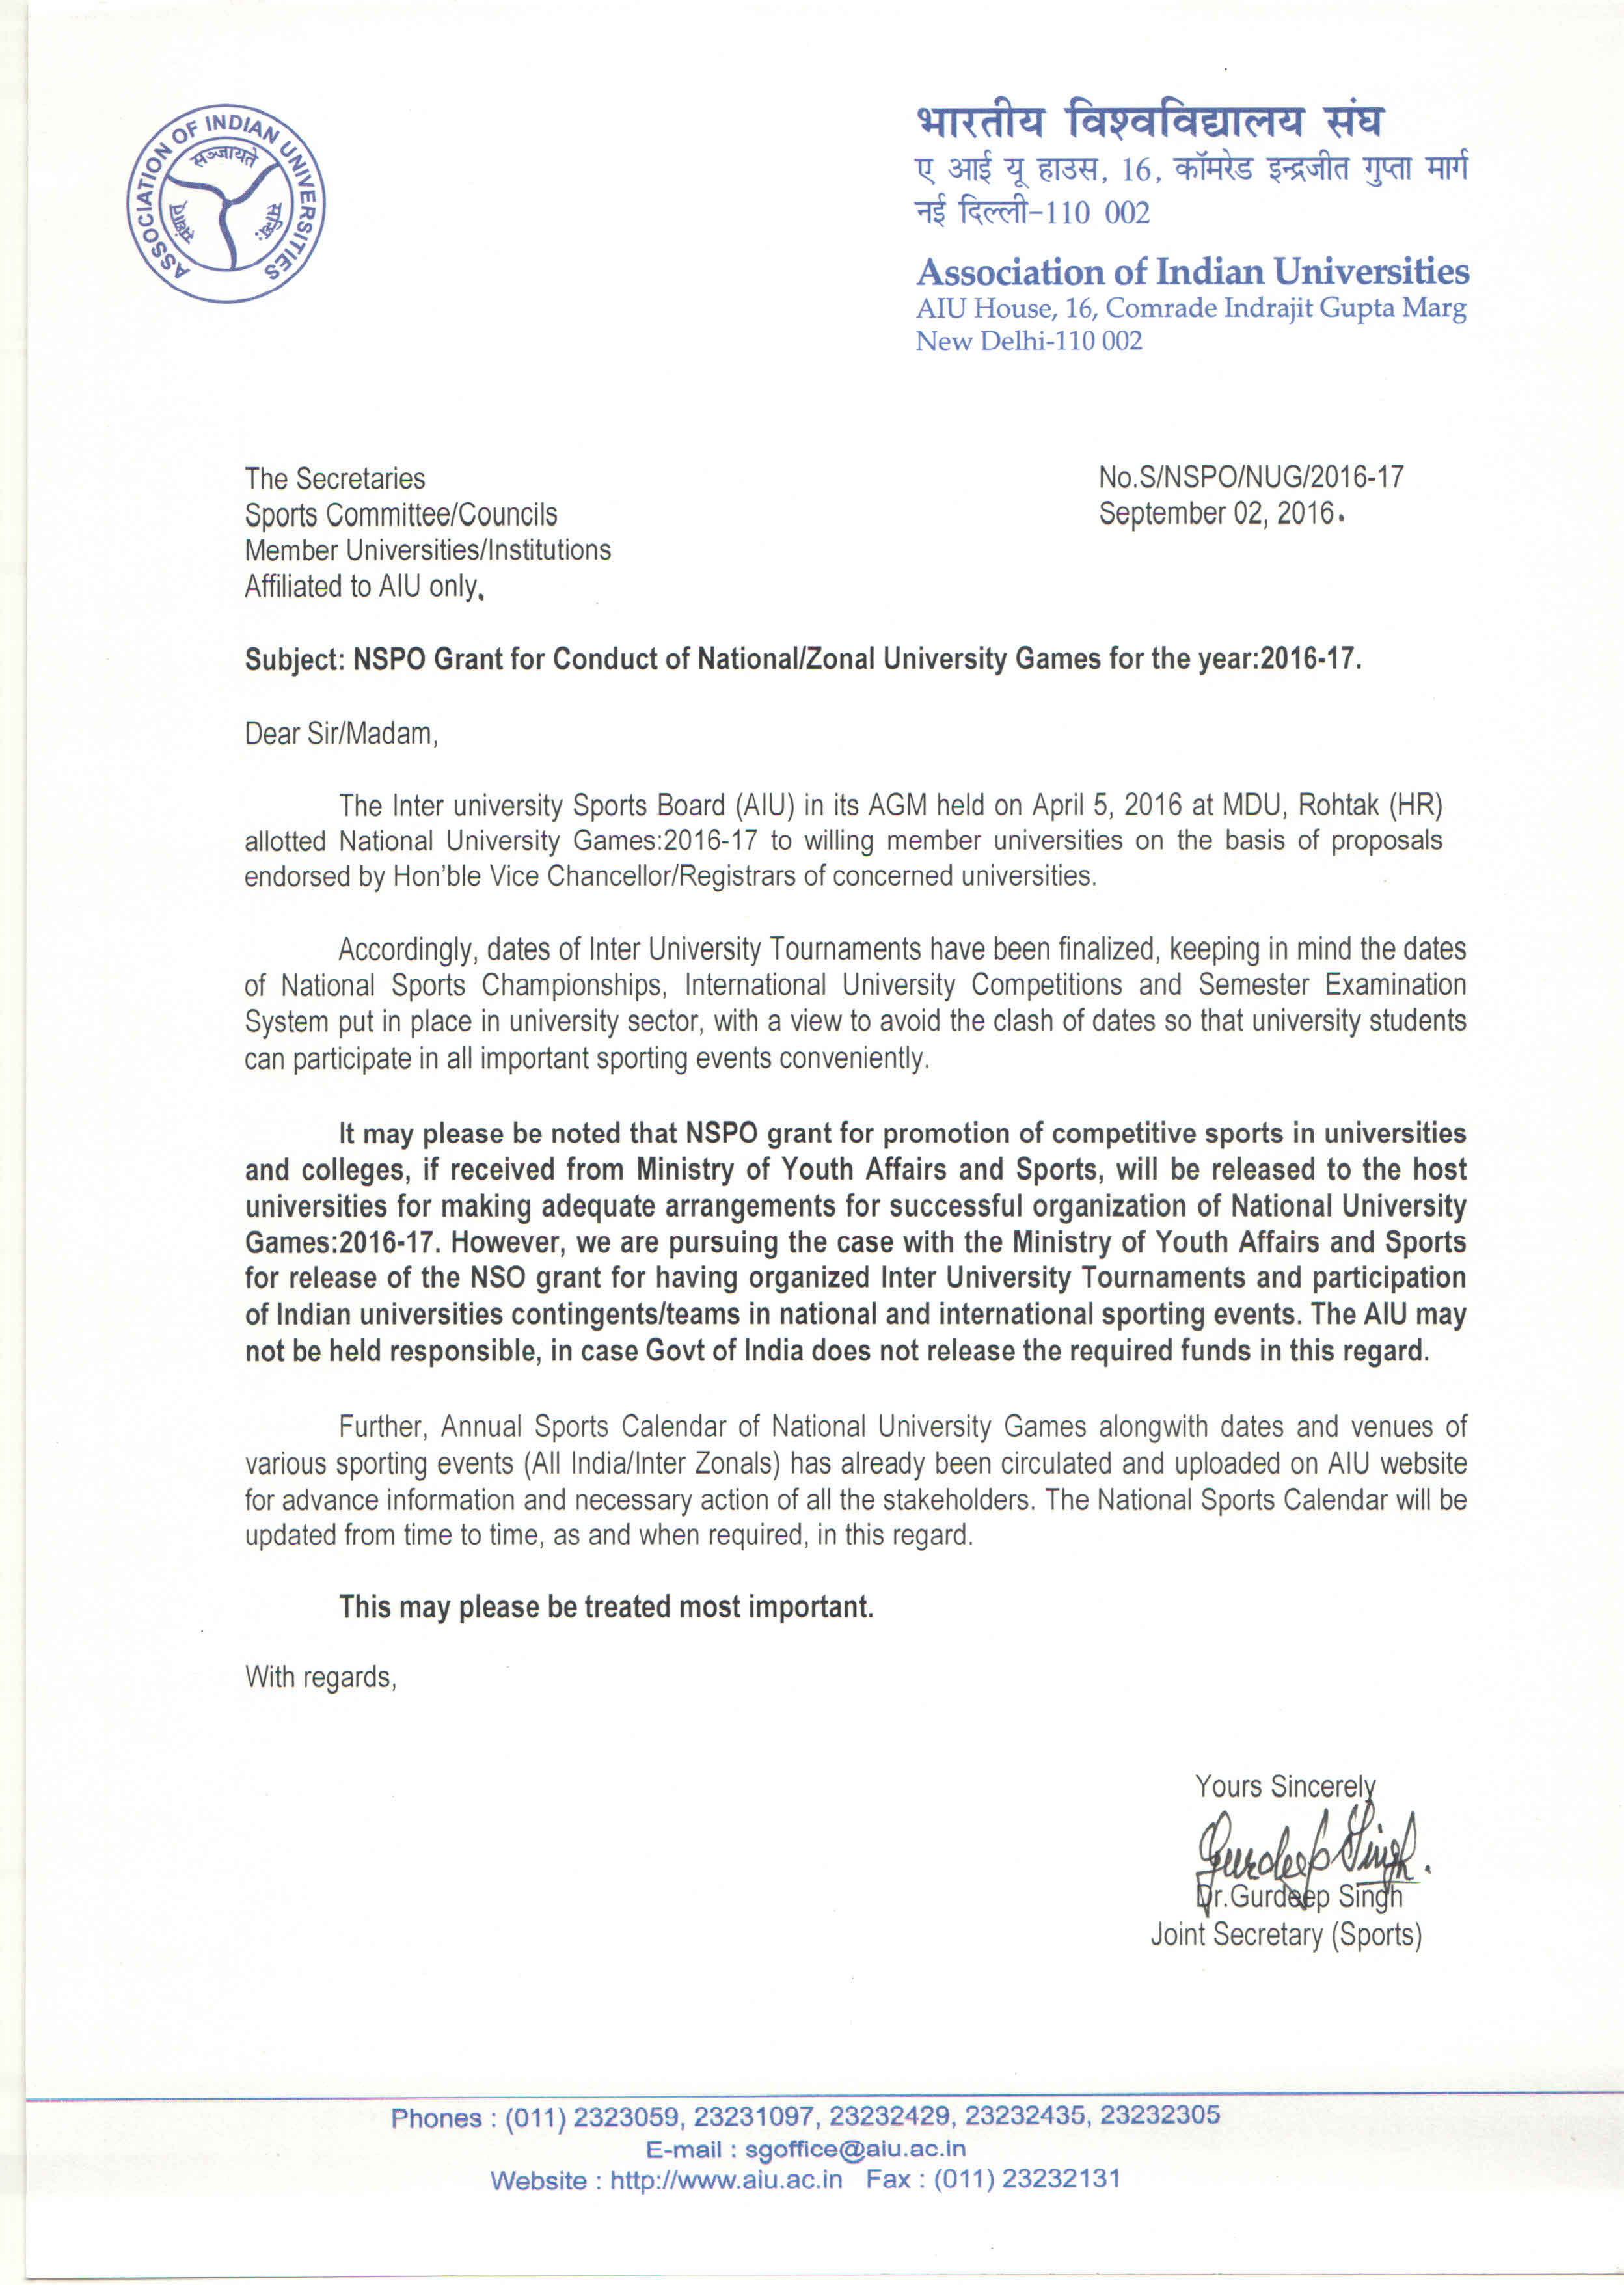 ASSOCIATION OF INDIAN UNIVERSITIES
सञ्जायते
भारतीय विश्वविद्यालय संघ
ए आई यू हाउस, 16, कॉमरेड इन्द्रजीत गुप्ता मार्ग
नई दिल्ली-110 002
Association of Indian Universities
AIU House, 16, Comrade Indrajit Gupta Marg
New Delhi-110 002
The Secretaries
Sports Committee/Councils
Member Universities/Institutions
Affiliated to AIU only.
No.S/NSPO/NUG/2016-17
September 02, 2016.
Subject: NSPO Grant for Conduct of National/Zonal University Games for the year:2016-17.
Dear Sir/Madam,
The Inter university Sports Board (AIU) in its AGM held on April 5, 2016 at MDU, Rohtak (HR)
allotted National University Games:2016-17 to willing member universities on the basis of proposals
endorsed by Hon'ble Vice Chancellor/Registrars of concerned universities.
Accordingly, dates of Inter University Tournaments have been finalized, keeping in mind the dates
of National Sports Championships, International University Competitions and Semester Examination
System put in place in university sector, with a view to avoid the clash of dates so that university students
can participate in all important sporting events conveniently.
It may please be noted that NSPO grant for promotion of competitive sports in universities
and colleges, if received from Ministry of Youth Affairs and Sports, will be released to the host
universities for making adequate arrangements for successful organization of National University
Games:2016-17. However, we are pursuing the case with the Ministry of Youth Affairs and Sports
for release of the NSO grant for having organized Inter University Tournaments and participation
of Indian universities contingents/teams in national and international sporting events. The AIU may
not be held responsible, in case Govt of India does not release the required funds in this regard.
Further, Annual Sports Calendar of National University Games alongwith dates and venues of
various sporting events (All India/Inter Zonals) has already been circulated and uploaded on AIU website
for advance information and necessary action of all the stakeholders. The National Sports Calendar will be
updated from time to time, as and when required, in this regard.
This may please be treated most important.
With regards,
Yours Sincerely
Gurdeep Singh.
Dr.Gurdeep Singh
Joint Secretary (Sports)
Phones : (011) 2323059, 23231097, 23232429, 23232435, 23232305
E-mail : sgoffice@aiu.ac.in
Website : http://www.aiu.ac.in Fax : (011) 23232131